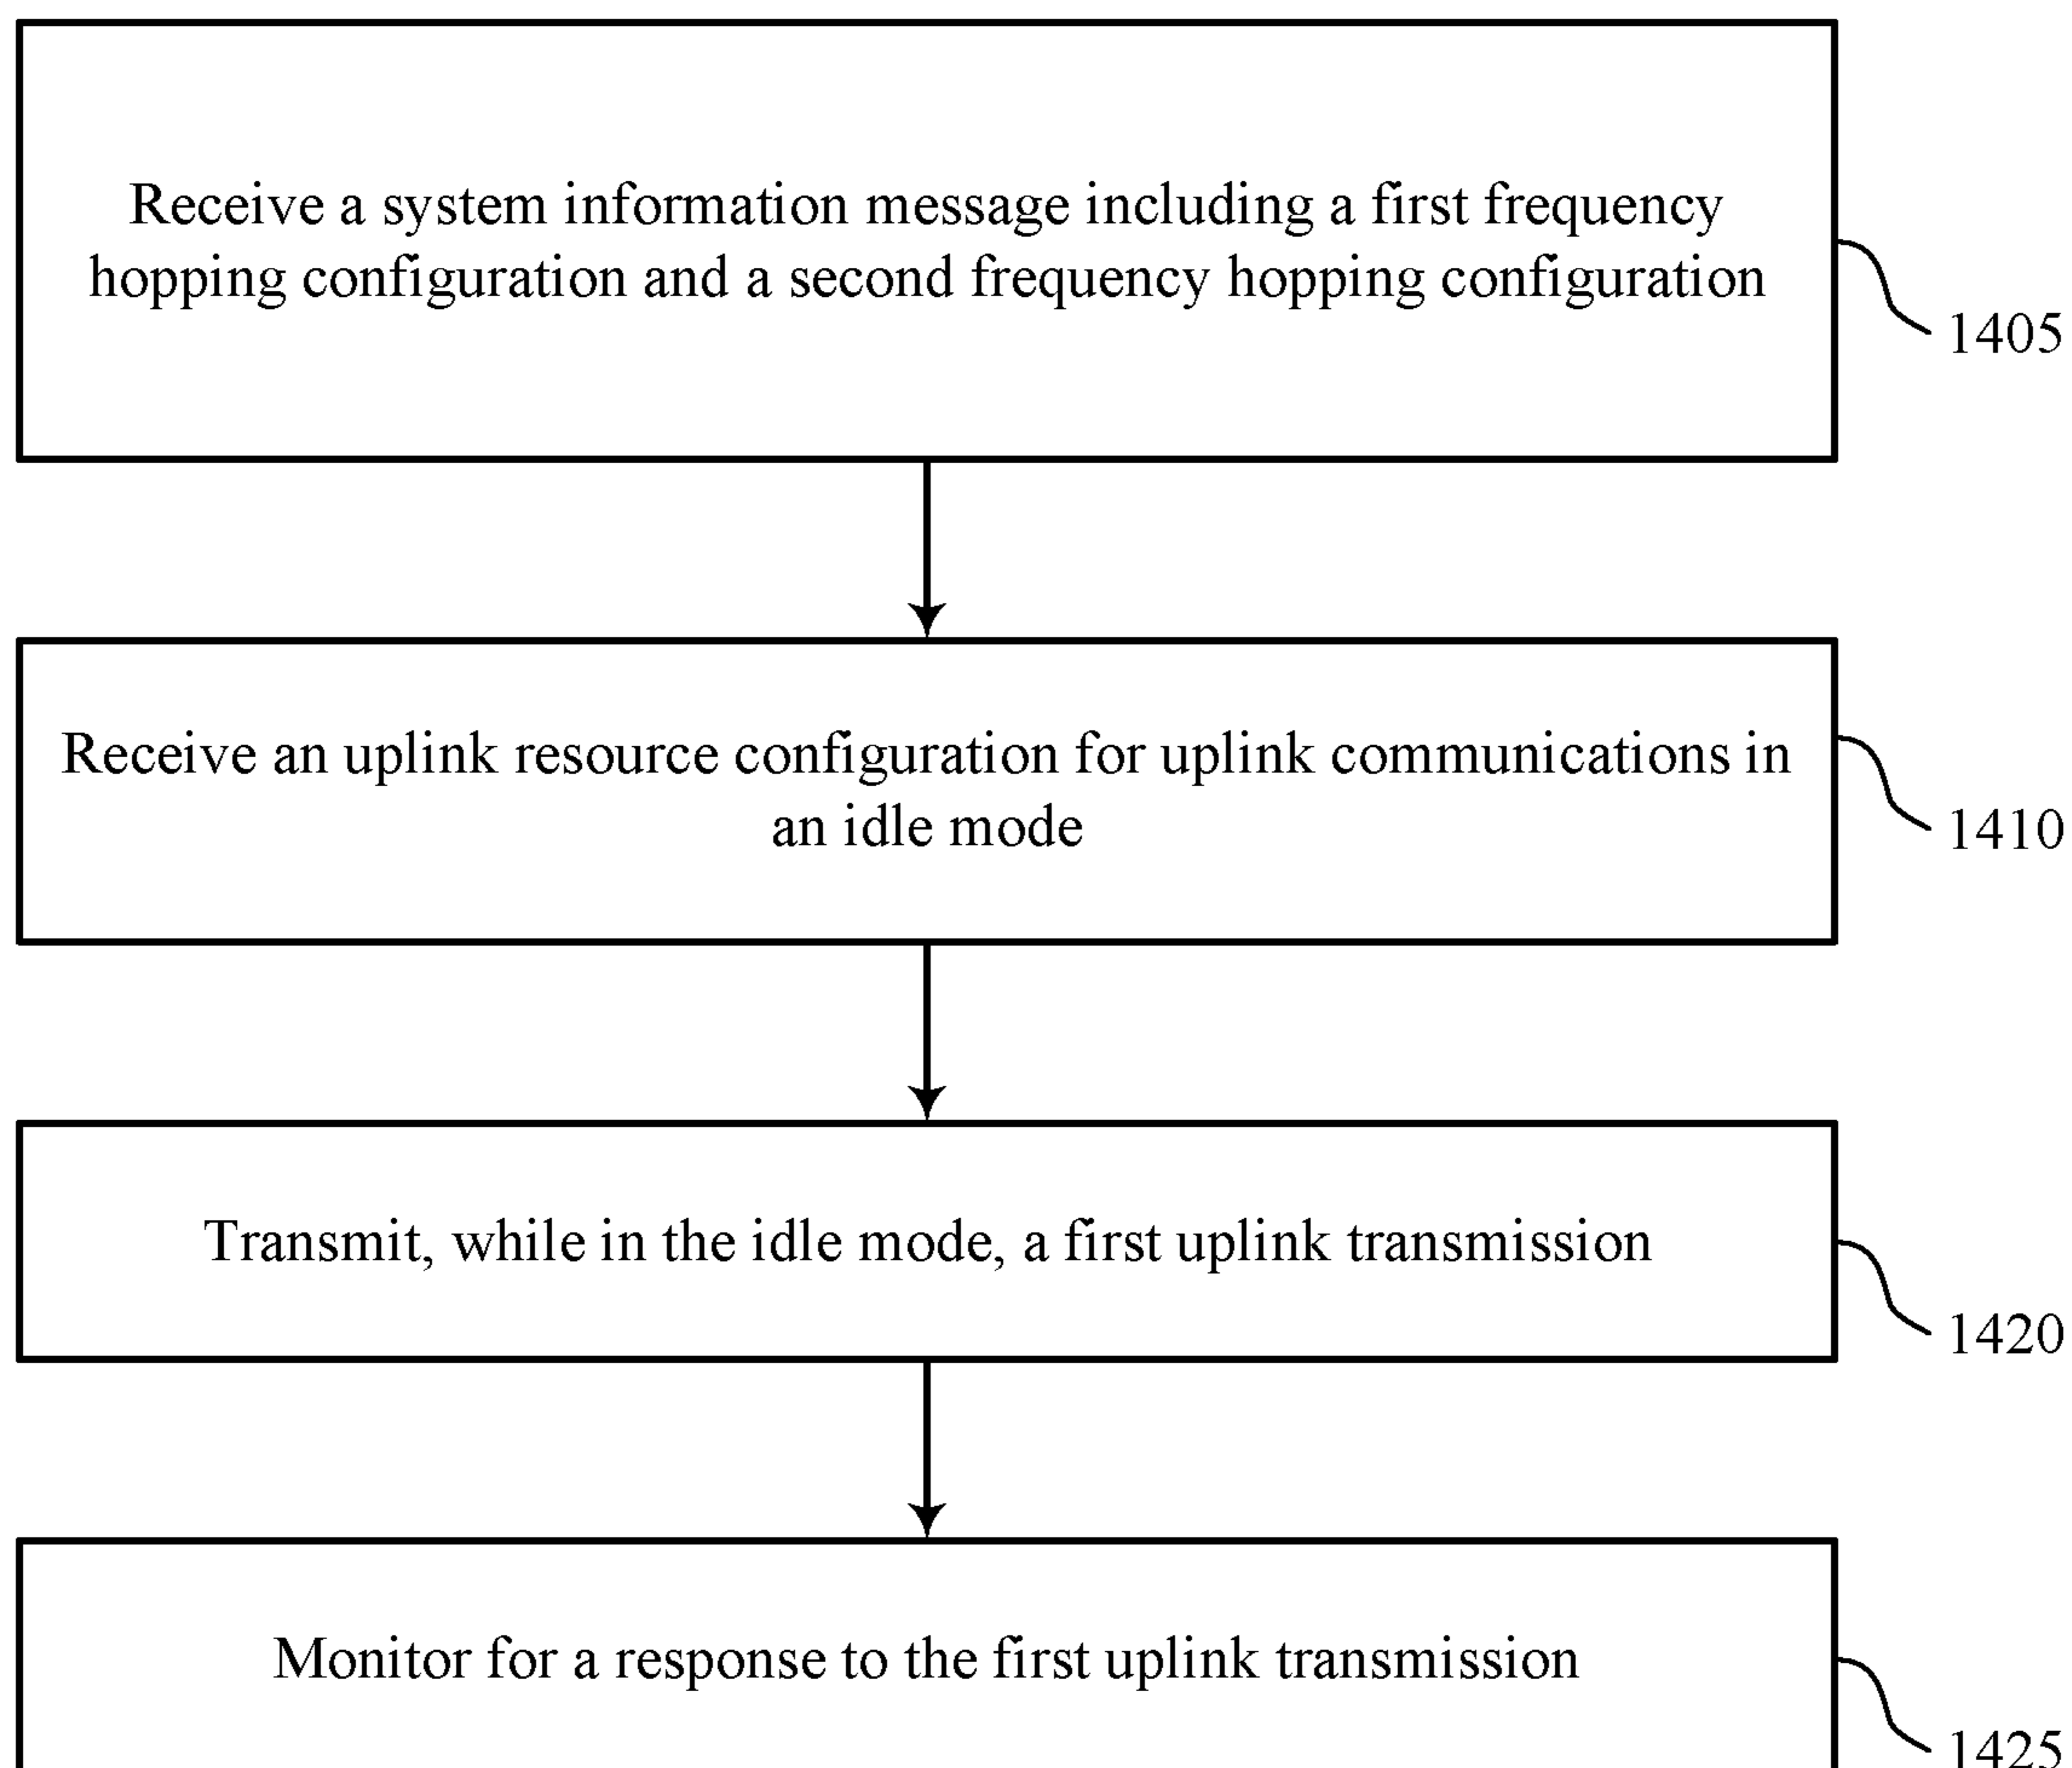 Receive a system information message including a first frequency
hopping configuration and a second frequency hopping configuration
1405
Receive an uplink resource configuration for uplink communications in
an idle mode
1410
Transmit, while in the idle mode, a first uplink transmission
1420
Monitor for a response to the first uplink transmission
1425